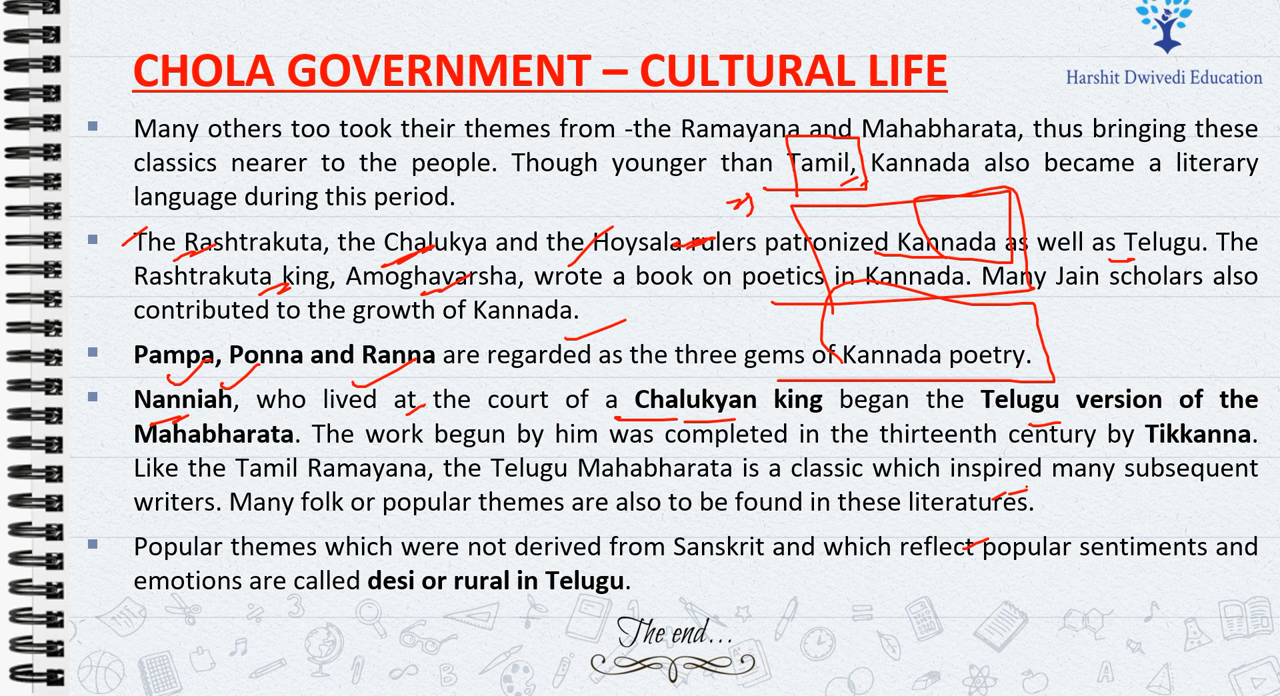 CHOLA GOVERNMENT – CULTURAL LIFE
Harshit Dwivedi Education
Many others too took their themes from -the Ramayana and Mahabharata, thus bringing these
classics nearer to the people. Though younger than Tamil, Kannada also became a literary
language during this period.
The Rashtrakuta, the Chalukya and the Hoysala rulers patronized Kannada as well as Telugu. The
Rashtrakuta king, Amoghavarsha, wrote a book on poetics in Kannada. Many Jain scholars also
contributed to the growth of Kannada.
Pampa, Ponna and Ranna are regarded as the three gems of Kannada poetry.
Nanniah, who lived at the court of a Chalukyan king began the Telugu version of the
Mahabharata. The work begun by him was completed in the thirteenth century by Tikkanna.
Like the Tamil Ramayana, the Telugu Mahabharata is a classic which inspired many subsequent
writers. Many folk or popular themes are also to be found in these literatures.
Popular themes which were not derived from Sanskrit and which reflect popular sentiments and
emotions are called desi or rural in Telugu.
The end...